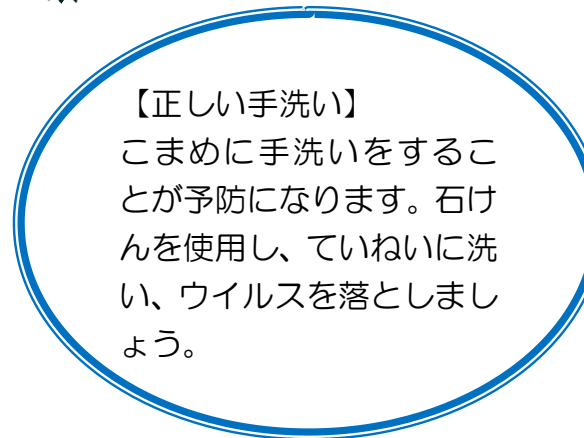 【正しい手洗い】
こまめに手洗いをするこ
とが予防になります。石け
んを使用し、ていねいに洗
い、ウイルスを落としまし
ょう。